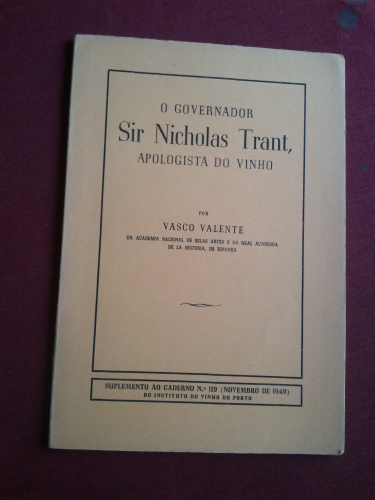 O GOVERNADOR
Sir Nicholas Trant,
APOLOGISTA DO VINHO
POR
VASCO VALENTE
DA ACADEMIA NACIONAL DE BELAS ARTES E DA REAL ACADEMIA
DE LA HISTORIA, DE ESPANHA
SUPLEMENTO AO CADERNO N.º 119 (NOVEMBRO DE 1949)
DO INSTITUTO DO VINHO DO PORTO